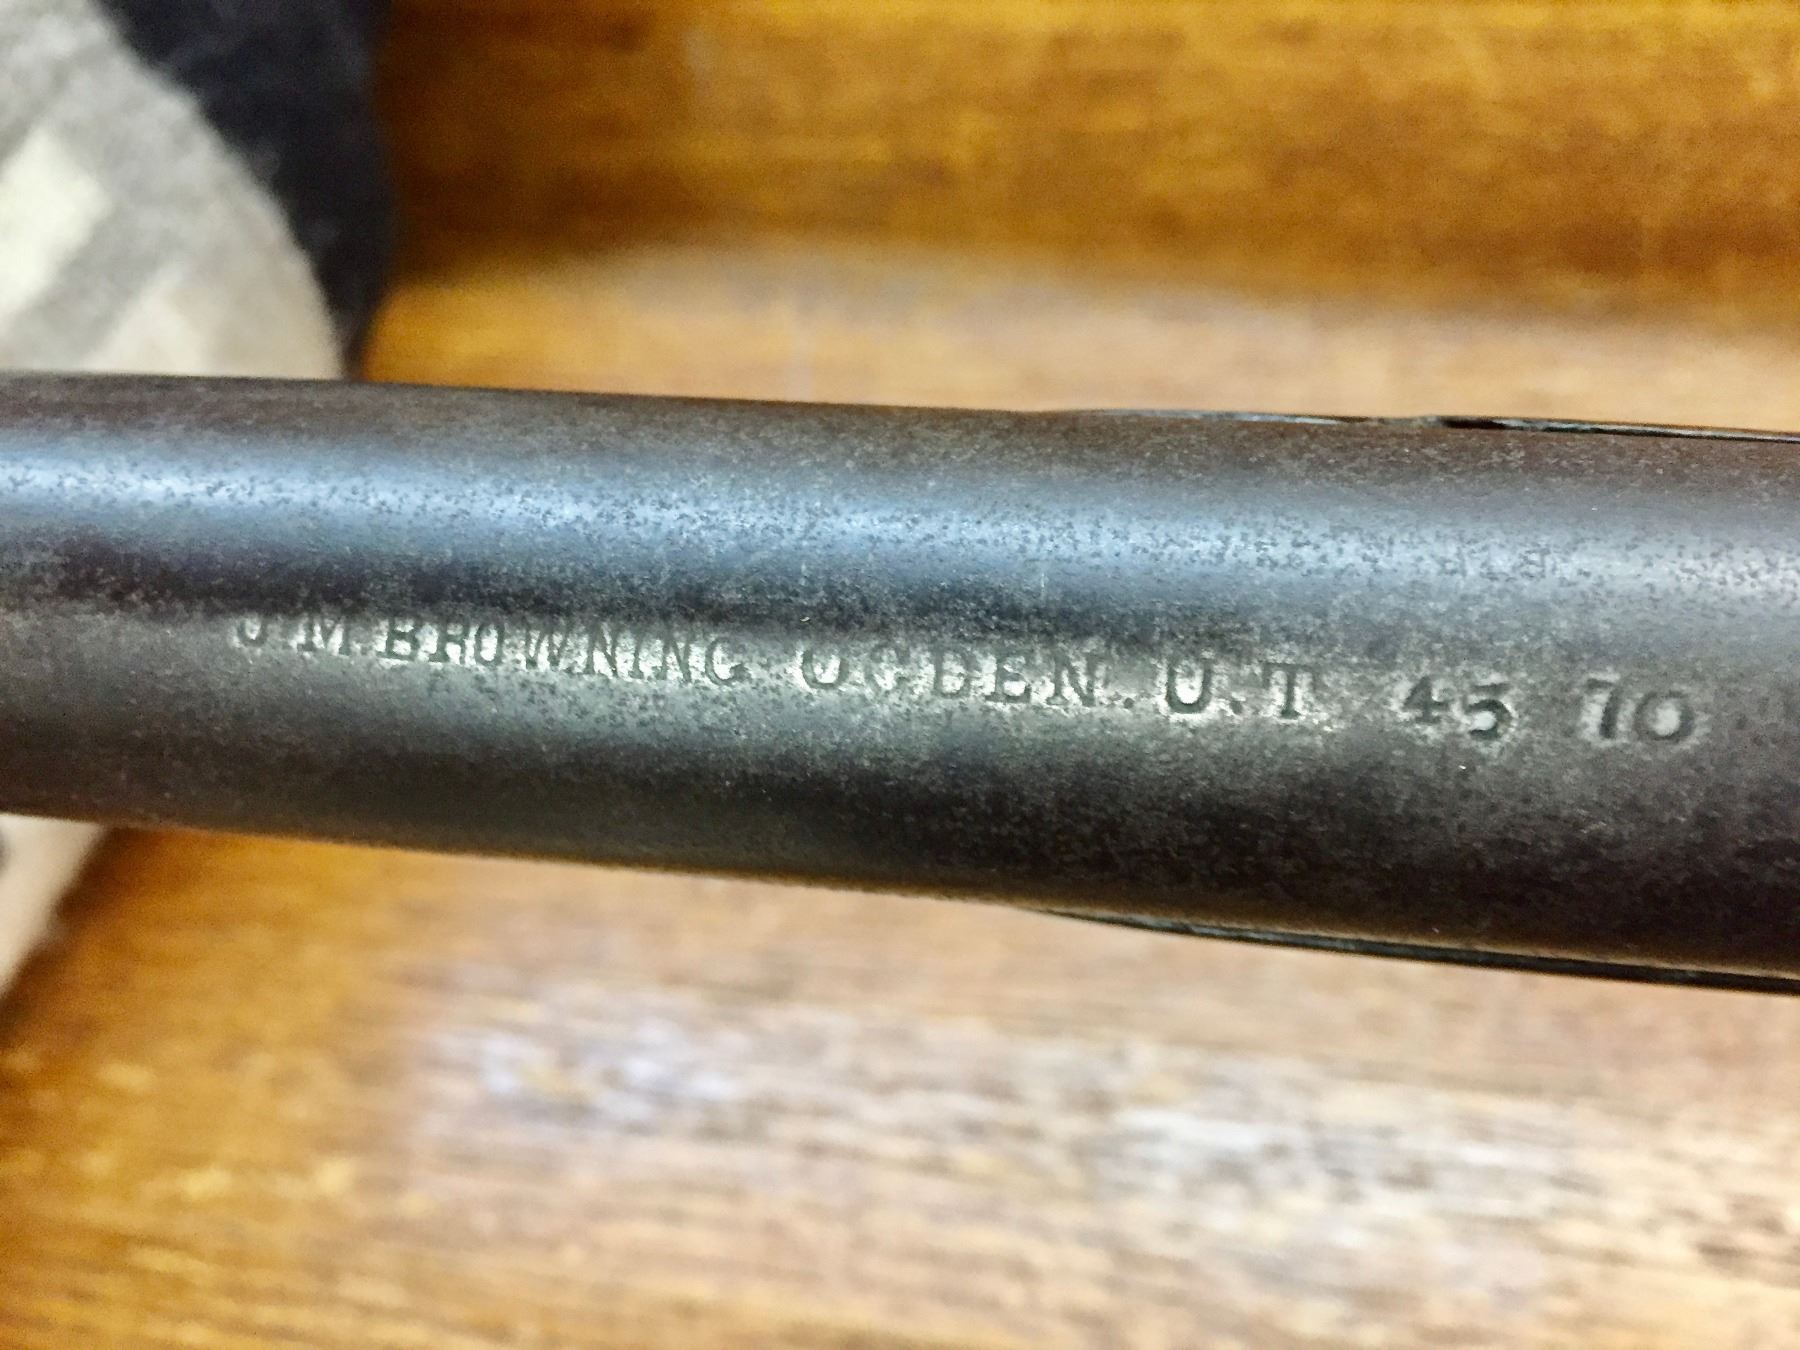 J M. BROWNING OGDEN. U. T 45 70